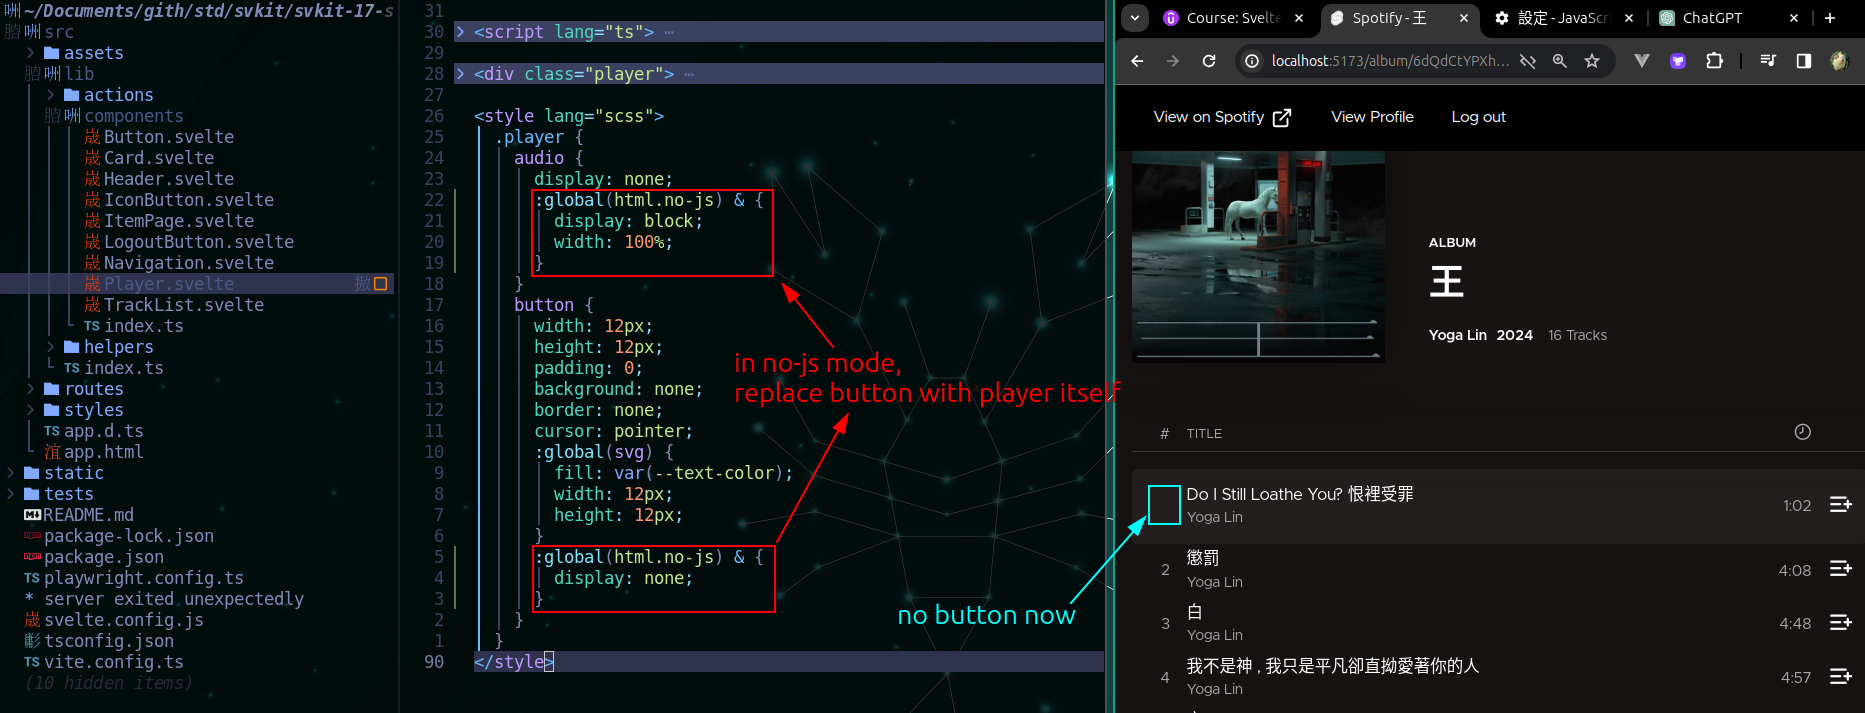 ~/Documents/gith/std/svkit/svkit-17-s
src
assets
lib
actions
components
Button.svelte
Card.svelte
Header.svelte
IconButton.svelte
ItemPage.svelte
LogoutButton.svelte
Navigation.svelte
Player.svelte
TrackList.svelte
TS index.ts
helpers
TS index.ts
routes
styles
TS app.d.ts
app.html
static
tests
README.md
package-lock.json
package.json
TS playwright.config.ts
* server exited unexpectedly
svelte.config.js
tsconfig.json
TS vite.config.ts
(10 hidden items)
31
30 > <script lang="ts"> ⋯
29
28 > <div class="player"> ⋯
27
26 <style lang="scss">
25 .player {
24 audio {
23 display: none;
22 :global(html.no-js) & {
21 display: block;
20 width: 100%;
19 }
18 }
17 button {
16 width: 12px;
15 height: 12px;
14 padding: 0;
13 background: none;
12 border: none;
11 cursor: pointer;
10 :global(svg) {
9 fill: var(--text-color);
8 width: 12px;
7 height: 12px;
6 }
5 :global(html.no-js) & {
4 display: none;
3 }
2 }
1 }
90 </style>
in no-js mode,
replace button with player itself
no button now
Course: Svelte
Spotify - 王
設定 - JavaScri
ChatGPT
localhost:5173/album/6dQdCtYPXh...
View on Spotify
View Profile
Log out
ALBUM
王
Yoga Lin 2024 16 Tracks
# TITLE
Do I Still Loathe You? 恨裡受罪
Yoga Lin
1:02
2 懲罰
Yoga Lin
4:08
3 白
Yoga Lin
4:48
4 我不是神，我只是平凡卻直拗愛著你的人
Yoga Lin
4:57